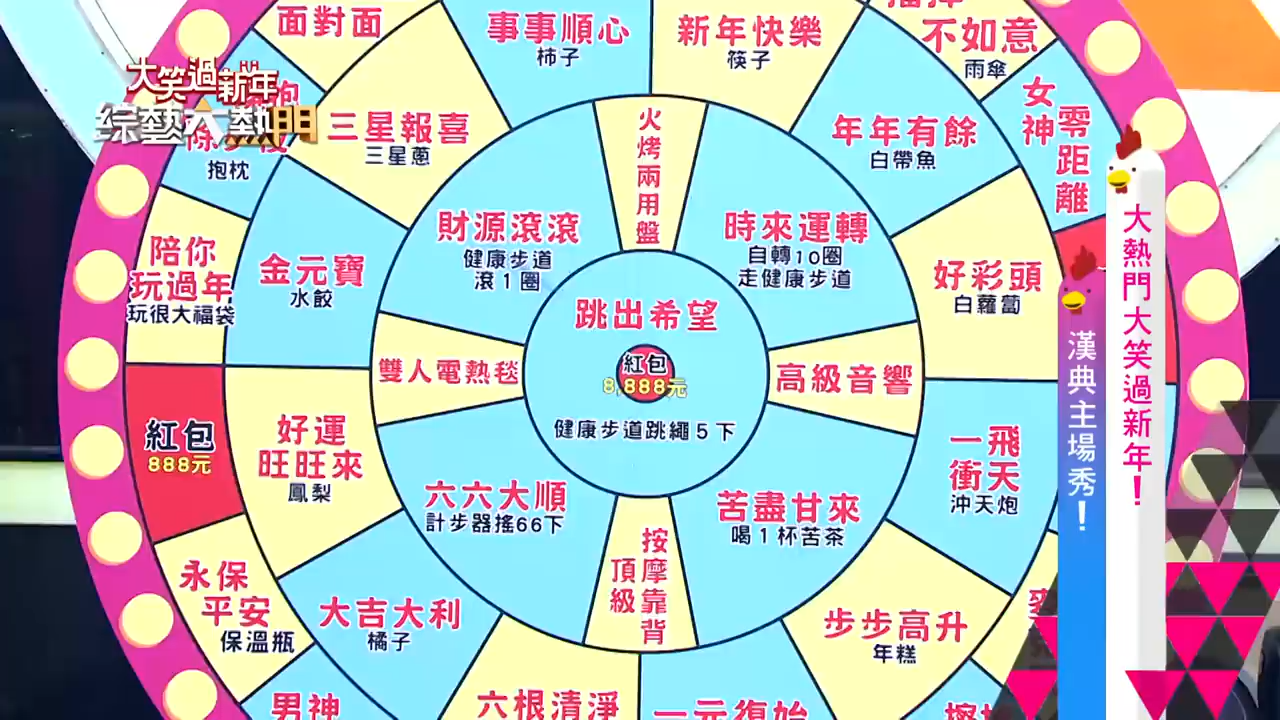 面對面
事事順心
柿子
新年快樂
筷子
不如意
雨傘
大笑過新年
綜藝大熱門
抱枕
三星報喜
三星蔥
火烤兩用盤
年年有餘
白帶魚
女神
零距離
陪你
玩過年
玩很大福袋
金元寶
水餃
財源滾滾
健康步道
滾1圈
時來運轉
自轉10圈
走健康步道
好彩頭
白蘿蔔
跳出希望
紅包
8,888元
健康步道跳繩5下
雙人電熱毯
高級音響
紅包
888元
好運
旺旺來
鳳梨
六六大順
計步器搖66下
苦盡甘來
喝1杯苦茶
一飛
衝天
沖天炮
頂級
按摩靠背
永保
平安
保溫瓶
大吉大利
橘子
步步高升
年糕
男神
六根清淨
一元復始
大熱門大笑過新年!
漢典主場秀!